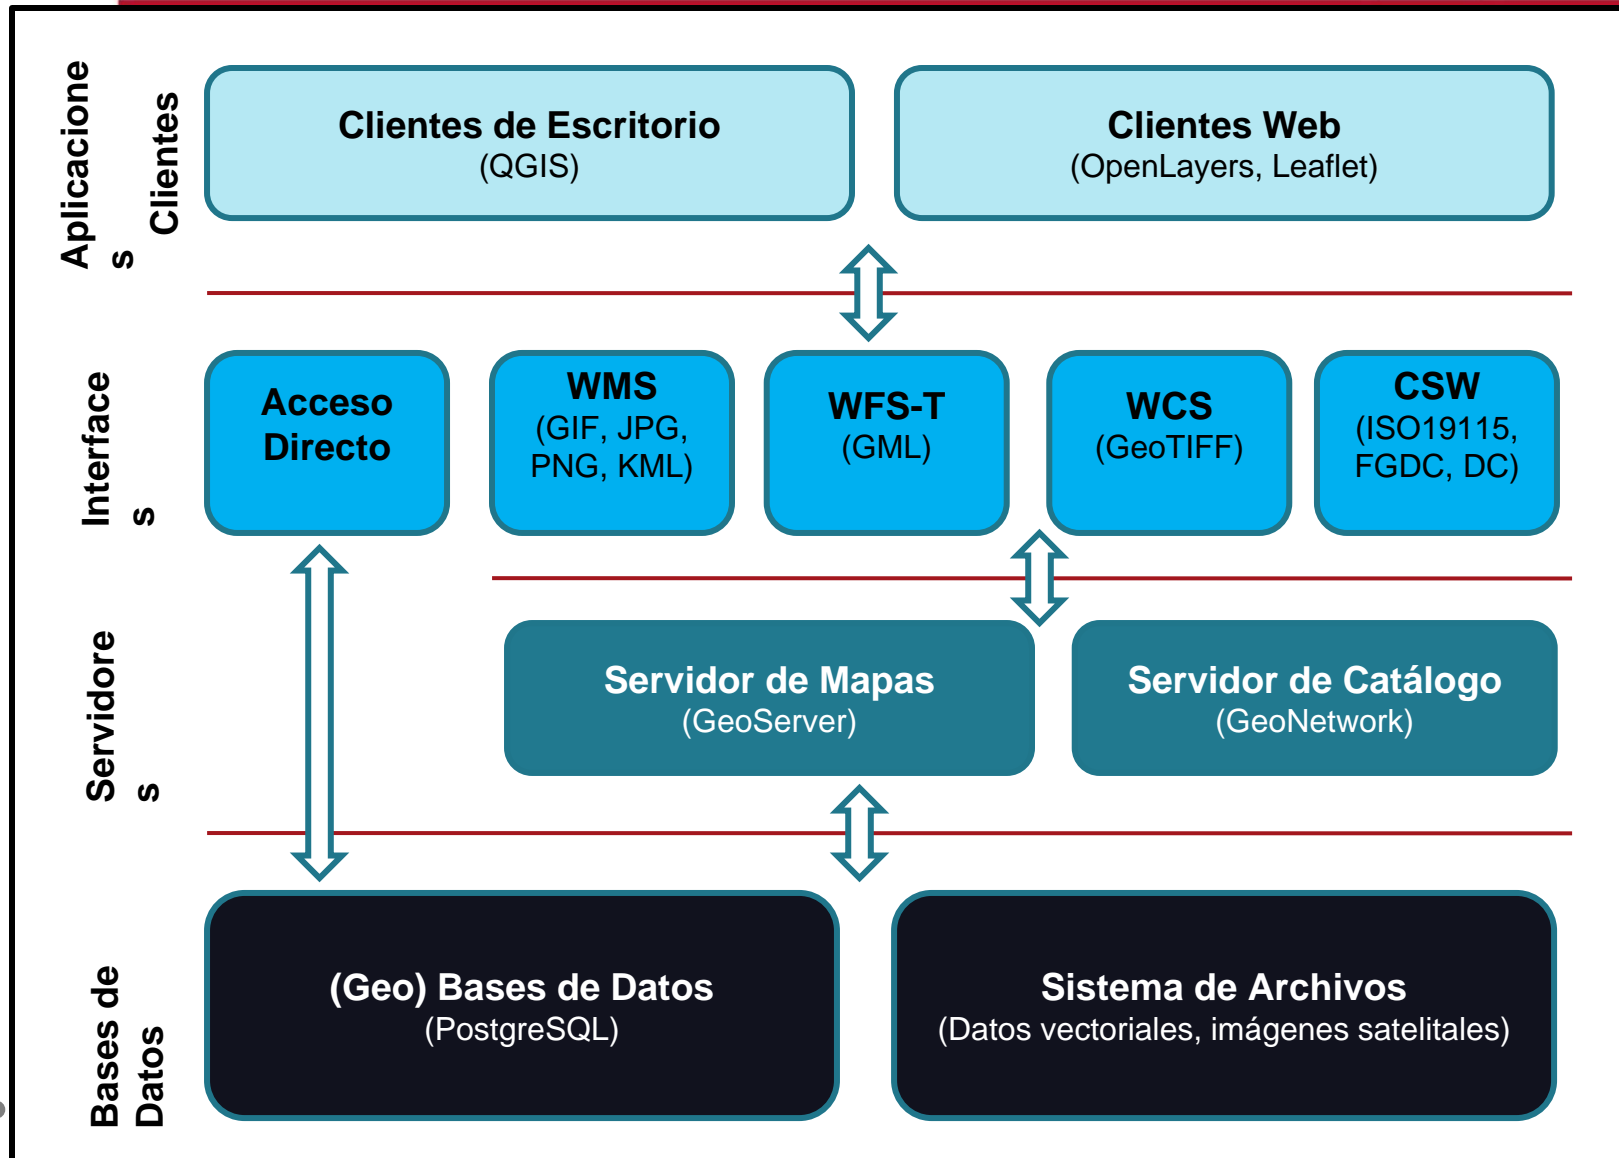 Aplicacione
s
Clientes
Clientes de Escritorio
(QGIS)
Clientes Web
(OpenLayers, Leaflet)
Interface
s
Acceso
Directo
WMS
(GIF, JPG,
PNG, KML)
WFS-T
(GML)
WCS
(GeoTIFF)
CSW
(ISO19115,
FGDC, DC)
Servidore
s
Servidor de Mapas
(GeoServer)
Servidor de Catálogo
(GeoNetwork)
Bases de
Datos
(Geo) Bases de Datos
(PostgreSQL)
Sistema de Archivos
(Datos vectoriales, imágenes satelitales)